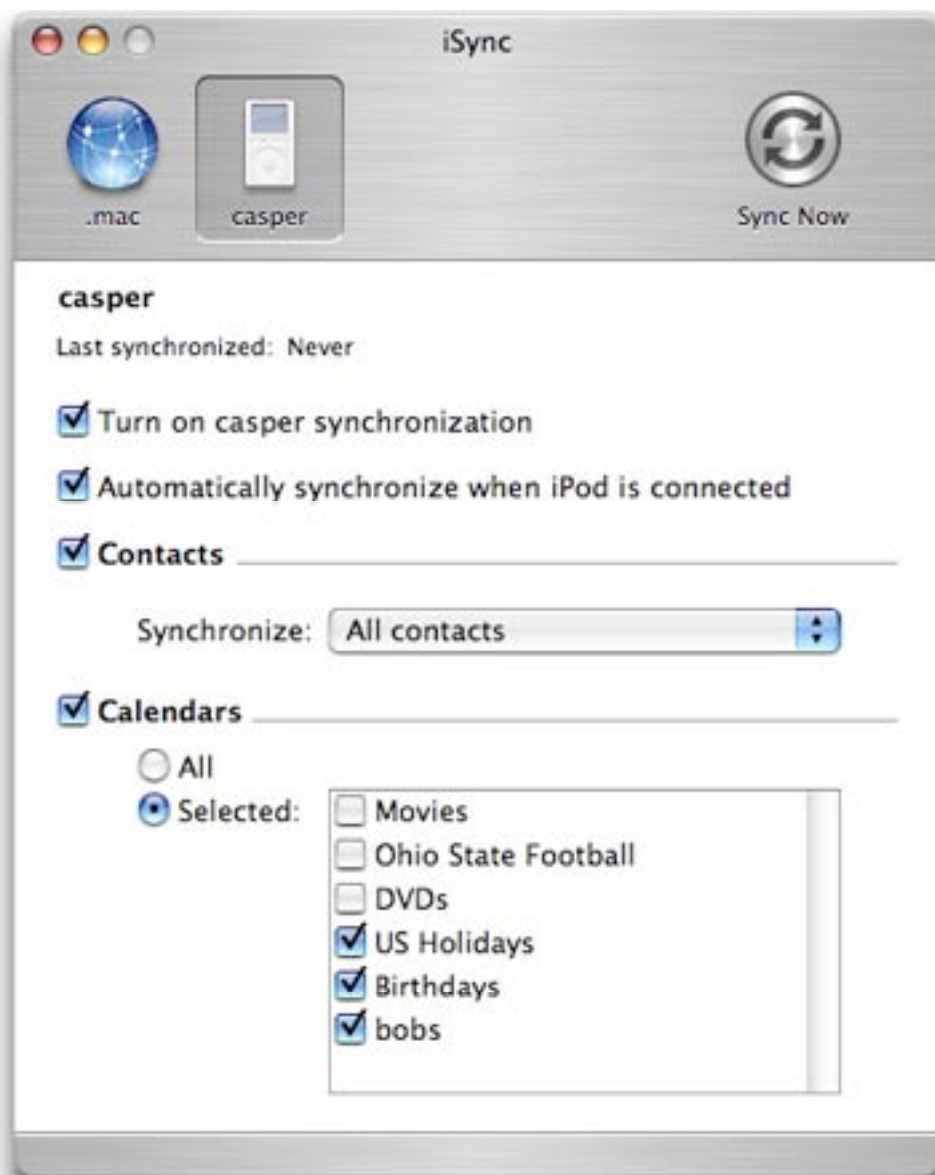 iSync
.mac
casper
Sync Now
casper
Last synchronized: Never
Turn on casper synchronization
Automatically synchronize when iPod is connected
Contacts
Synchronize: All contacts
Calendars
All
Selected:
Movies
Ohio State Football
DVDs
US Holidays
Birthdays
bobs